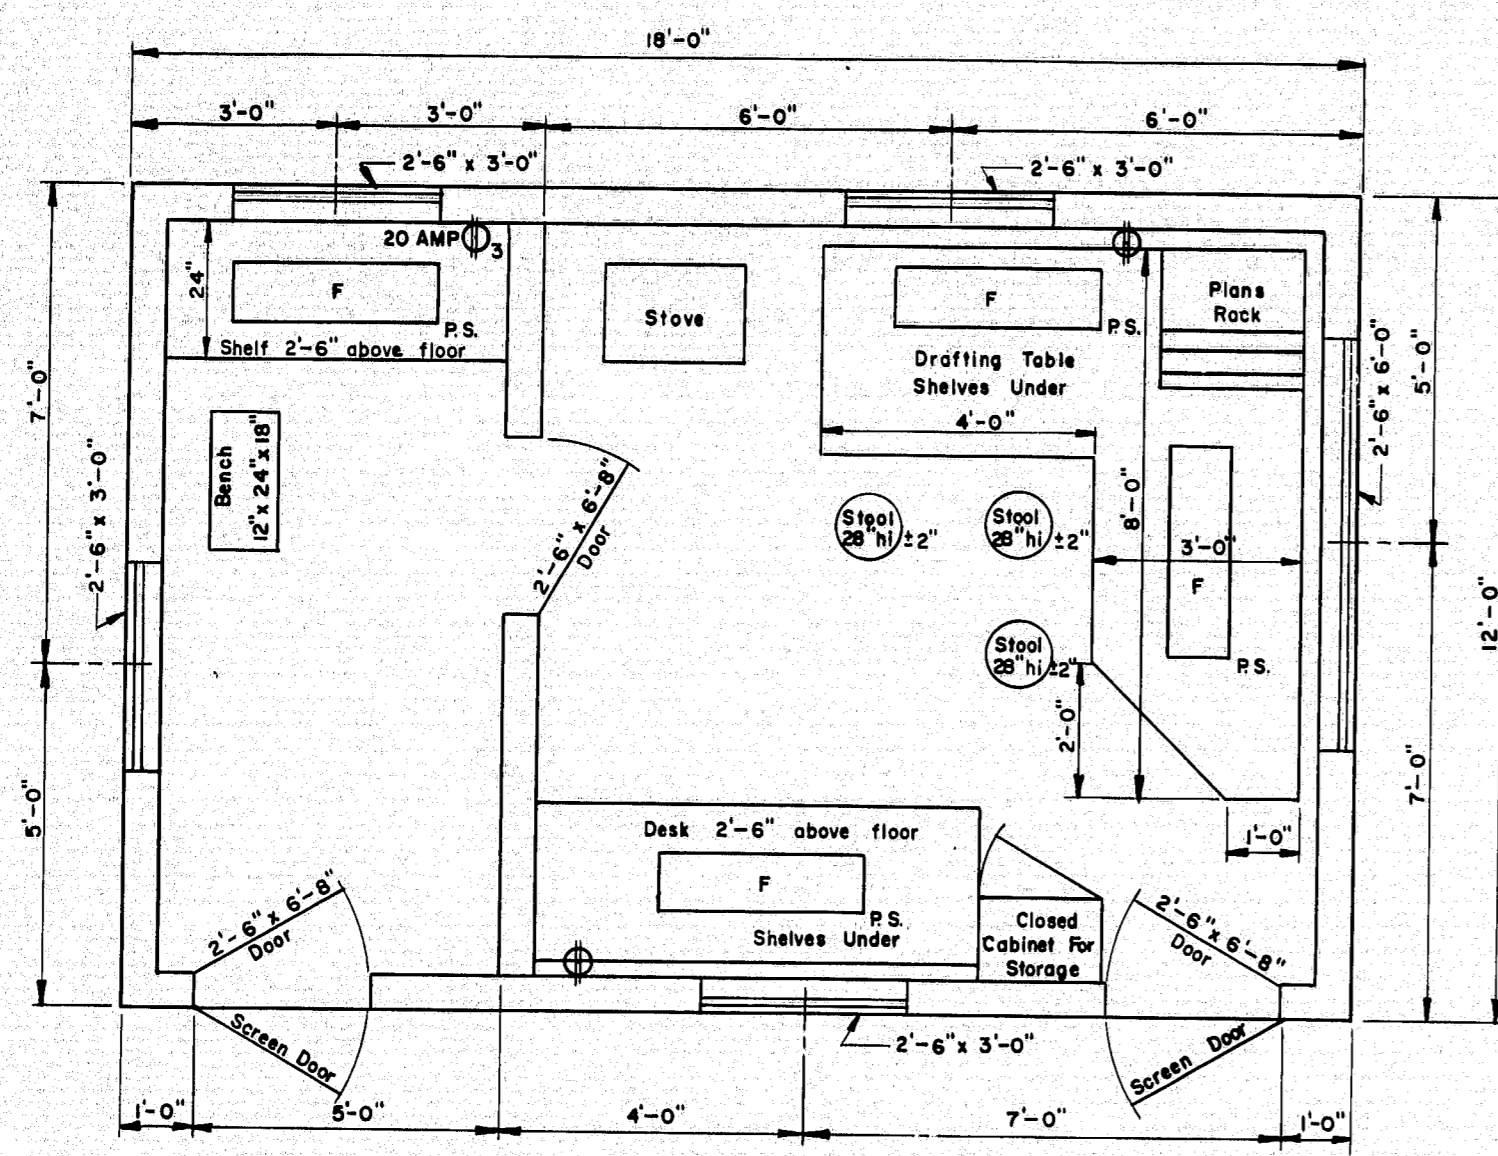 18'-0"
3'-0"
3'-0"
6'-0"
6'-0"
2'-6" x 3'-0"
2'-6" x 3'-0"
20 AMP
3
24"
F
P.S.
Shelf 2'-6" above floor
Stove
F
P.S.
Drafting Table
Shelves Under
4'-0"
Plans
Rack
2'-6" x 6'-0"
5'-0"
7'-0"
2'-6" x 3'-0"
Bench
12" x 24" x 18"
2'-6" x 6'-8"
Door
Stool
28" hi ±2"
Stool
28" hi ±2"
8'-0"
3'-0"
F
P.S.
12'-0"
Stool
28" hi ±2"
2'-0"
7'-0"
5'-0"
1'-0"
Desk 2'-6" above floor
F
P.S.
Shelves Under
Closed
Cabinet For
Storage
2'-6" x 6'-8"
Door
2'-6" x 6'-8"
Door
Screen Door
Screen Door
2'-6" x 3'-0"
1'-0"
5'-0"
4'-0"
7'-0"
1'-0"